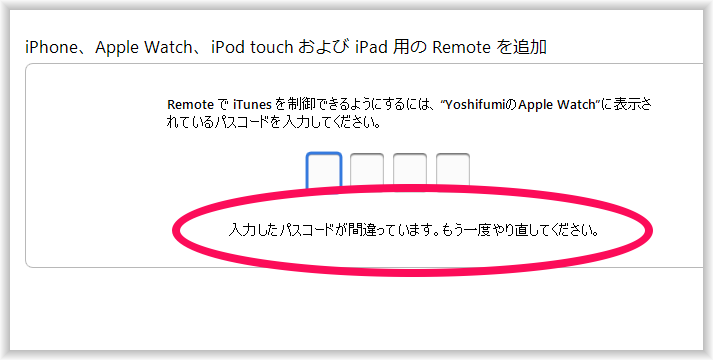 iPhone、Apple Watch、iPod touch および iPad 用の Remote を追加
Remote で iTunes を制御できるようにするには、“YoshifumiのApple Watch”に表示さ
れているパスコードを入力してください。
入力したパスコードが間違っています。もう一度やり直してください。